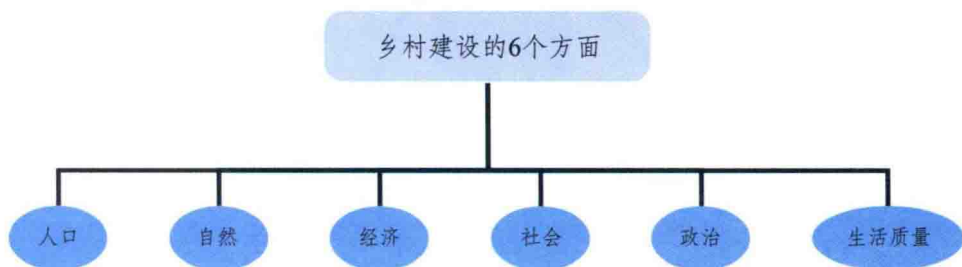 乡村建设的6个方面
人口
自然
经济
社会
政治
生活质量